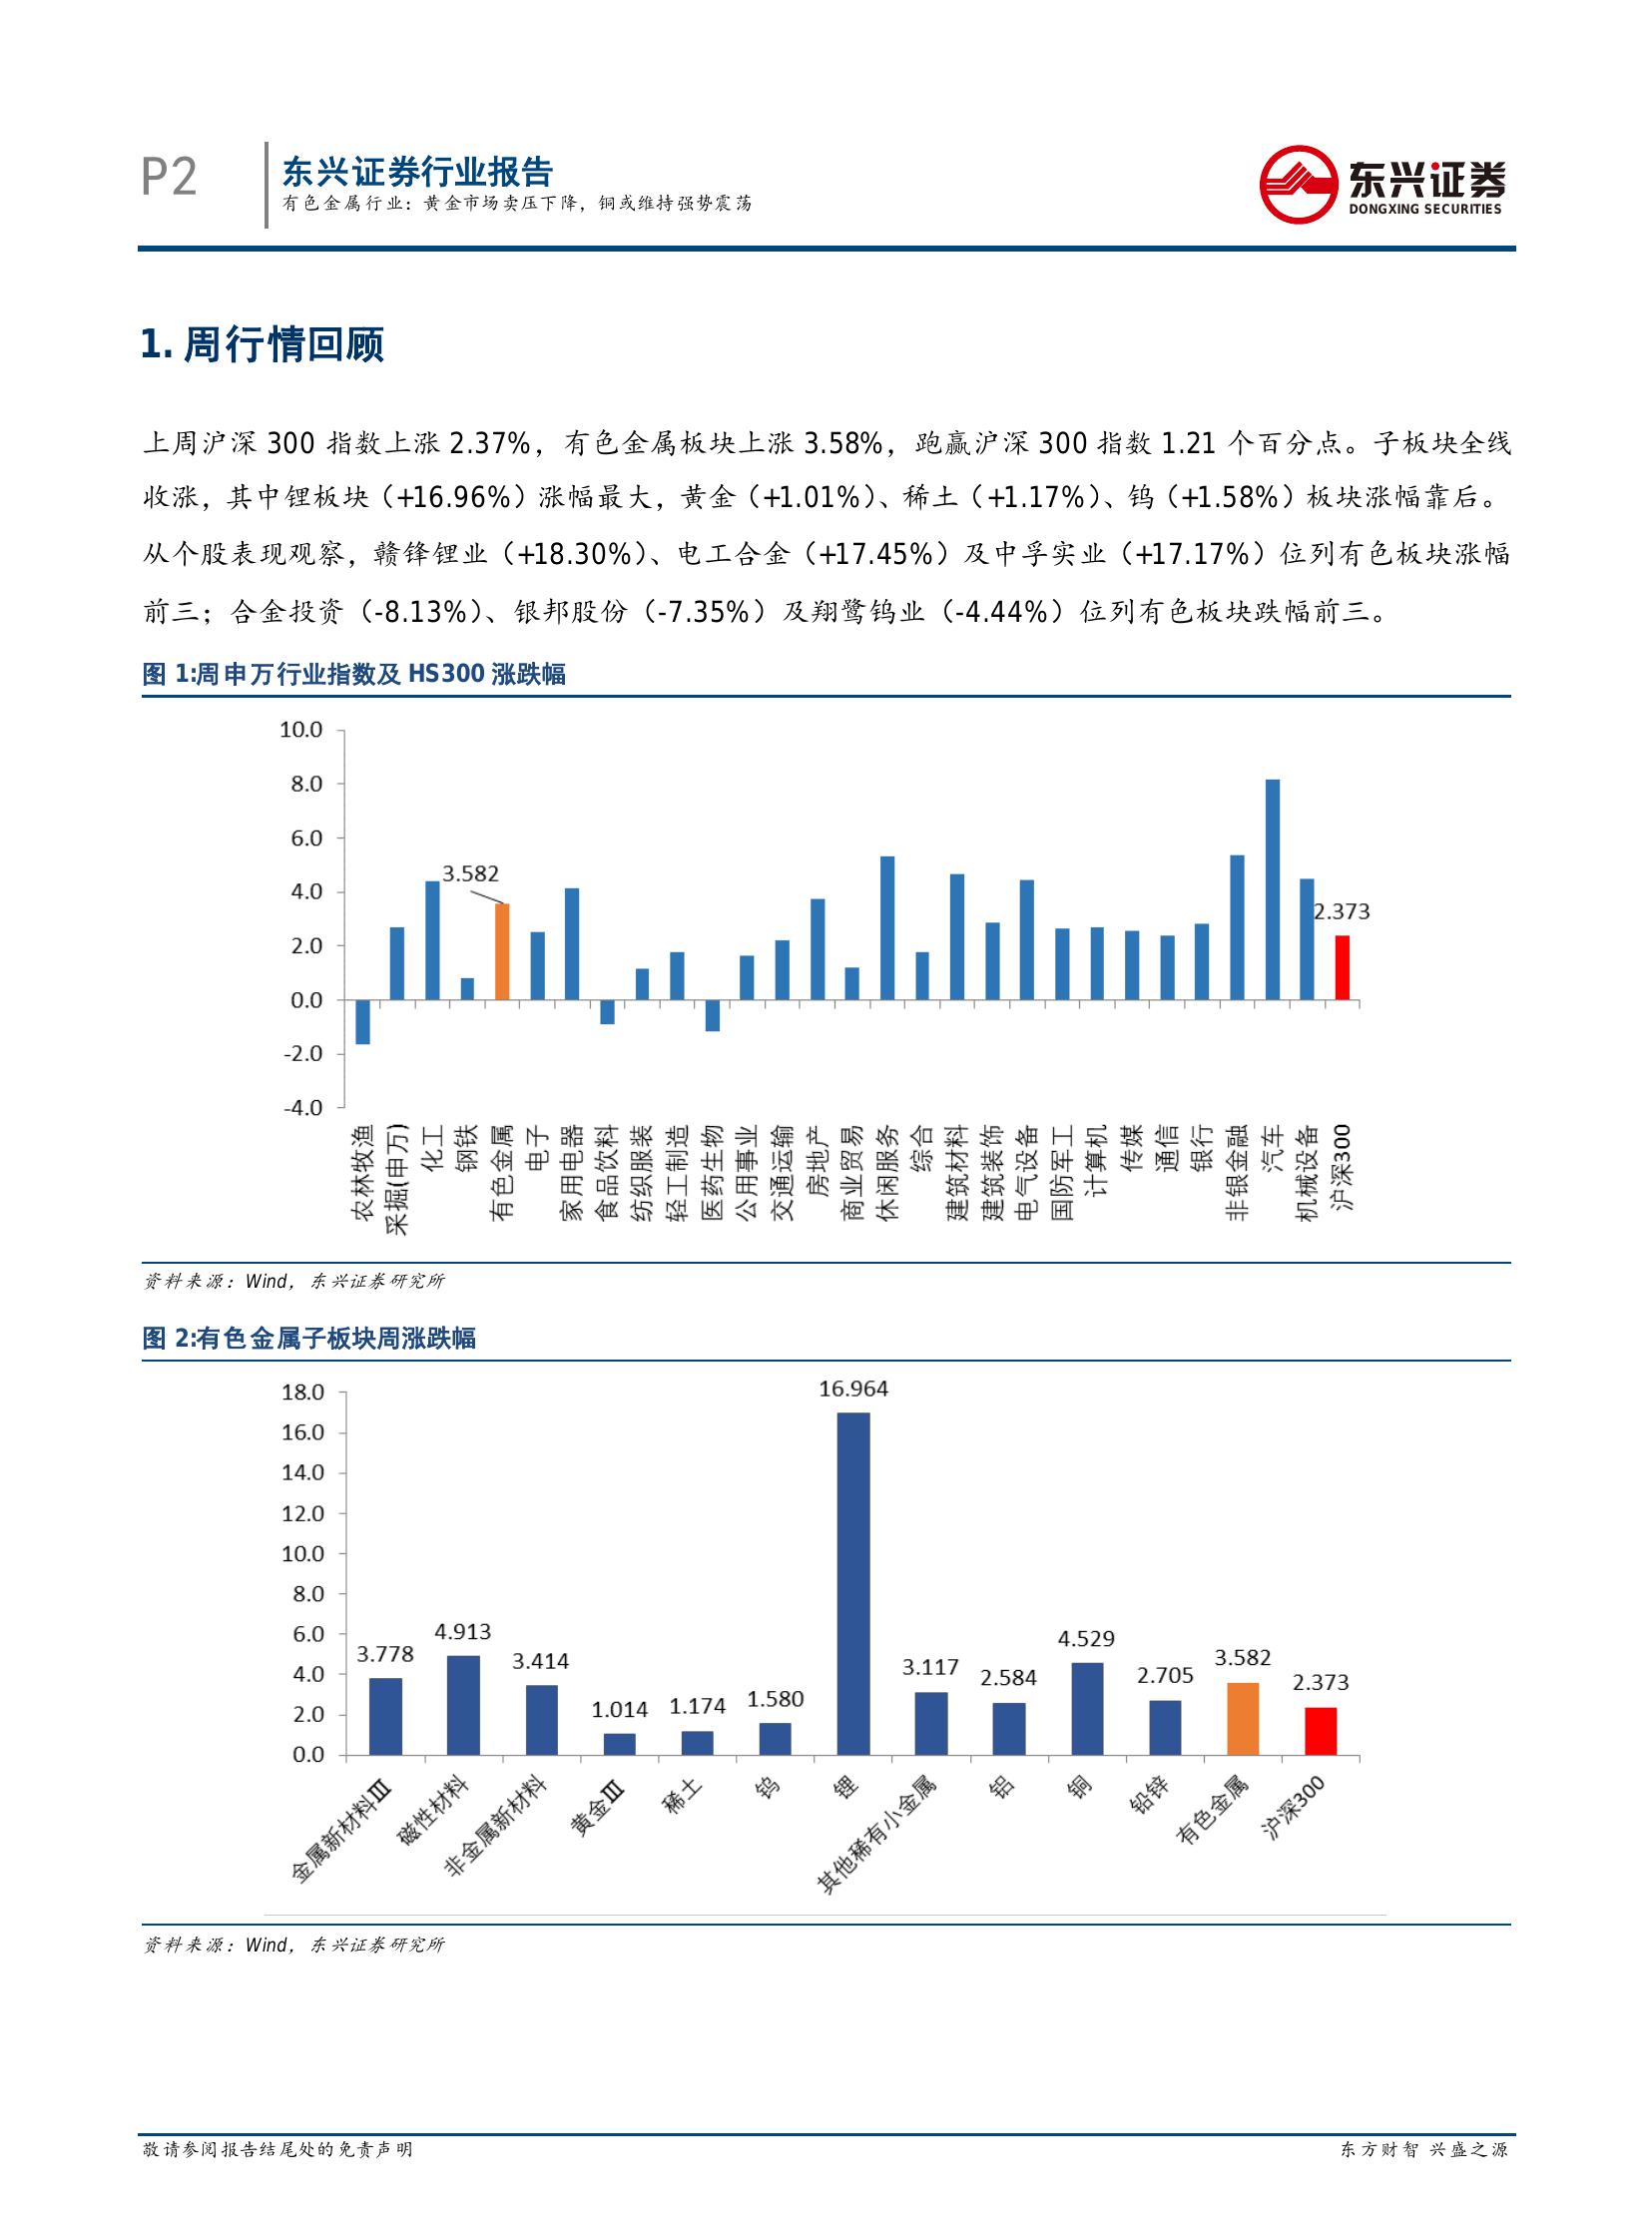 P2
东兴证券行业报告
有色金属行业：黄金市场卖压下降，铜或维持强势震荡
东兴证券
DONGXING SECURITIES
1. 周行情回顾
上周沪深 300 指数上涨 2.37%，有色金属板块上涨 3.58%，跑赢沪深 300 指数 1.21 个百分点。子板块全线
收涨，其中锂板块（+16.96%）涨幅最大，黄金（+1.01%）、稀土（+1.17%）、钨（+1.58%）板块涨幅靠后。
从个股表现观察，赣锋锂业（+18.30%）、电工合金（+17.45%）及中孚实业（+17.17%）位列有色板块涨幅
前三；合金投资（-8.13%）、银邦股份（-7.35%）及翔鹭钨业（-4.44%）位列有色板块跌幅前三。
图 1:周申万行业指数及 HS300 涨跌幅
10.0
8.0
6.0
4.0
2.0
0.0
-2.0
-4.0
3.582
2.373
农林牧渔
采掘(申万)
化工
钢铁
有色金属
电子
家用电器
食品饮料
纺织服装
轻工制造
医药生物
公用事业
交通运输
房地产
商业贸易
休闲服务
综合
建筑材料
建筑装饰
电气设备
国防军工
计算机
传媒
通信
银行
非银金融
汽车
机械设备
沪深300
资料来源：Wind，东兴证券研究所
图 2:有色金属子板块周涨跌幅
18.0
16.0
14.0
12.0
10.0
8.0
6.0
4.0
2.0
0.0
3.778
4.913
3.414
1.014
1.174
1.580
16.964
3.117
2.584
4.529
2.705
3.582
2.373
金属新材料Ⅲ
磁性材料
非金属新材料
黄金Ⅲ
稀土
钨
锂
其他稀有小金属
铝
铜
铅锌
有色金属
沪深300
资料来源：Wind，东兴证券研究所
敬请参阅报告结尾处的免责声明
东方财智 兴盛之源